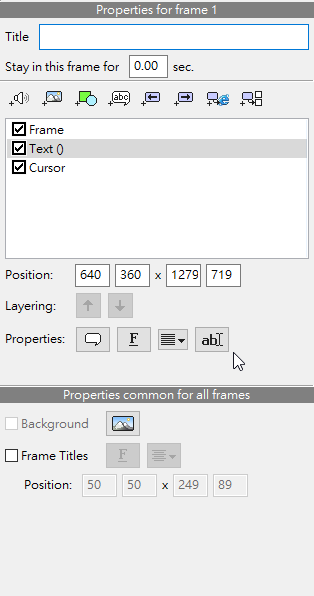 Properties for frame 1
Title
Stay in this frame for 0.00 sec.
abc
Frame
Text ()
Cursor
Position: 640 360 x 1279 719
Layering:
Properties: F ab
Properties common for all frames
Background
Frame Titles F
Position: 50 50 x 249 89